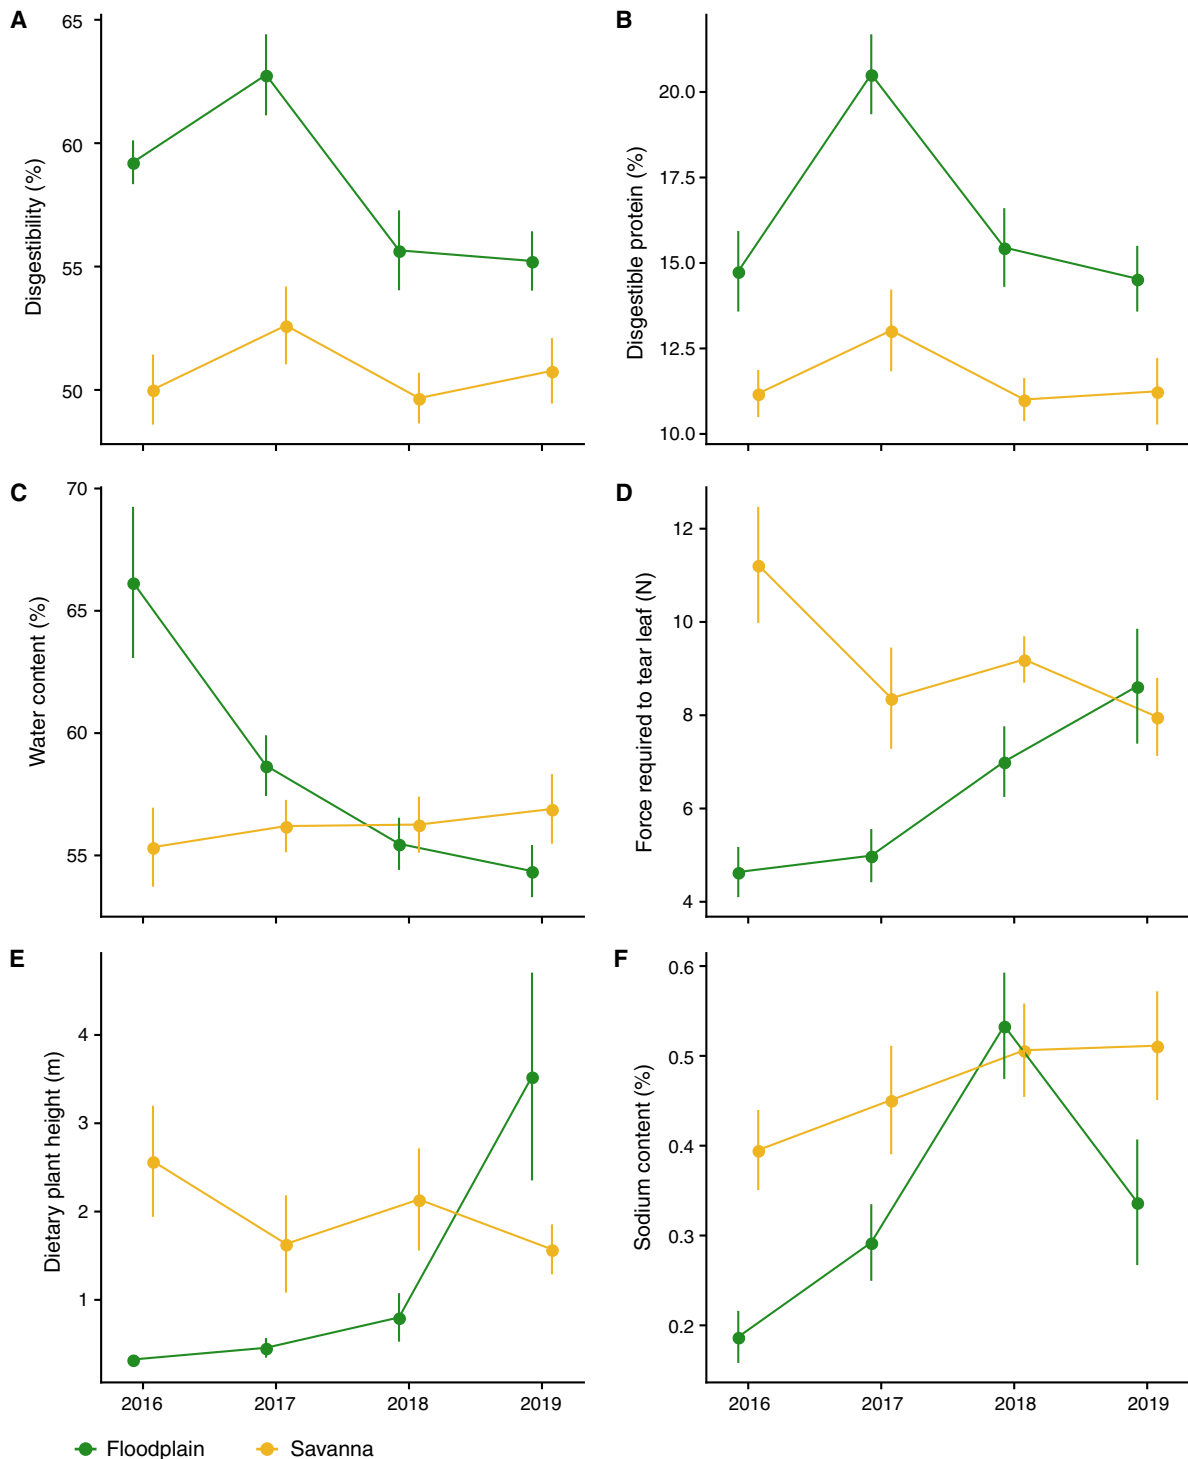 A
65
60
55
50
Disgestibility (%)
B
20.0
17.5
15.0
12.5
10.0
Disgestible protein (%)
C
70
65
60
55
Water content (%)
D
12
10
8
6
4
Force required to tear leaf (N)
E
4
3
2
1
Dietary plant height (m)
2016 2017 2018 2019
F
0.6
0.5
0.4
0.3
0.2
Sodium content (%)
2016 2017 2018 2019
Floodplain Savanna